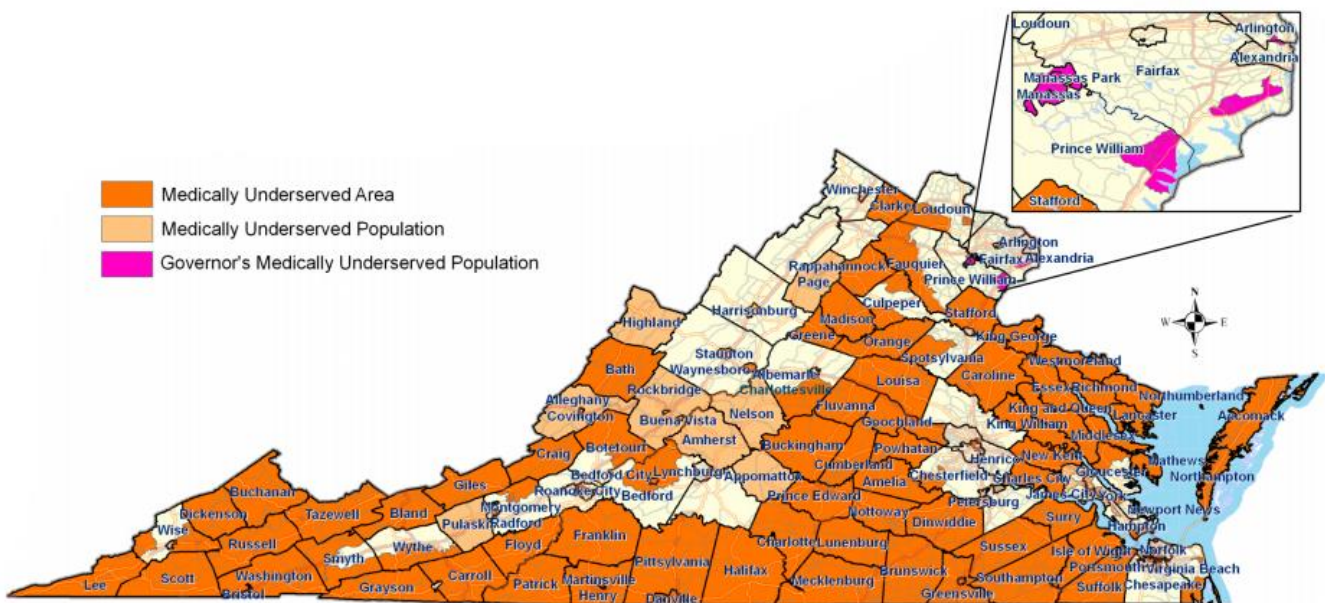 Loudoun
Arlington
Alexandria
Fairfax
Manassas Park
Manassas
Prince William
Stafford
Medically Underserved Area
Medically Underserved Population
Governor's Medically Underserved Population
Winchester
Clarke
Loudoun
Arlington
Fairfax
Alexandria
Rappahannock
Fauquier
Page
Prince William
Culpeper
Stafford
Harrisonburg
Madison
Highland
Greene
Orange
King George
N
W
E
S
Staunton
Spotsylvania
Westmoreland
Bath
Waynesboro
Albemarle
Louisa
Caroline
Essex
Richmond
Rockbridge
Charlottesville
Northumberland
Alleghany
Nelson
Fluvanna
King and Queen
Lancaster
Accomack
Covington
Buena Vista
Goochland
King William
Amherst
Buckingham
Powhatan
Middlesex
Craig
Botetourt
Henrico
New Kent
Bedford City
Lynchburg
Cumberland
Chesterfield
Charles City
Gloucester
Mathews
Giles
Roanoke City
Bedford
Appomattox
Amelia
James City
York
Northampton
Buchanan
Montgomery
Prince Edward
Petersburg
Dickenson
Tazewell
Bland
Pulaski
Radford
Nottoway
Dinwiddie
Surry
Newport News
Wise
Hampton
Russell
Wythe
Floyd
Franklin
Charlotte
Lunenburg
Sussex
Isle of Wight
Norfolk
Smyth
Pittsylvania
Halifax
Brunswick
Portsmouth
Virginia Beach
Lee
Scott
Washington
Grayson
Carroll
Patrick
Martinsville
Henry
Mecklenburg
Southampton
Suffolk
Chesapeake
Bristol
Danville
Greensville